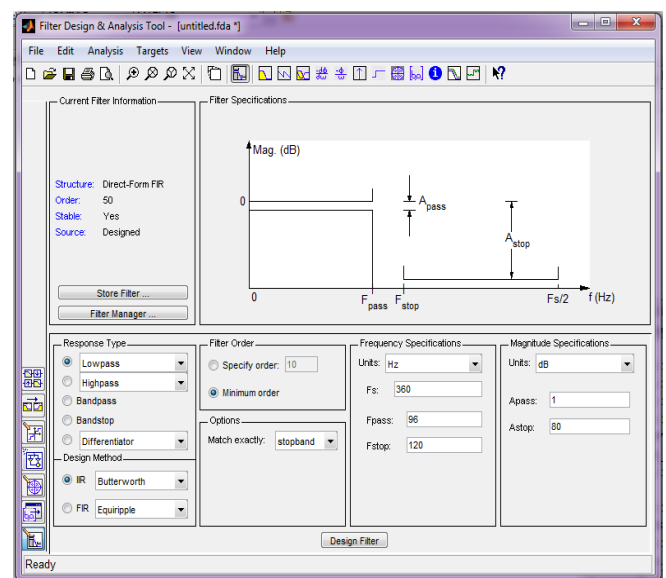 Filter Design & Analysis Tool - [untitled.fda *]
File Edit Analysis Targets View Window Help
Current Filter Information
Structure: Direct-Form FIR
Order: 50
Stable: Yes
Source: Designed
Store Filter ...
Filter Manager ...
Filter Specifications
Mag. (dB)
0
A pass
A stop
0
F pass
F stop
Fs/2
f (Hz)
Response Type
Lowpass
Highpass
Bandpass
Bandstop
Differentiator
Design Method
IIR Butterworth
FIR Equiripple
Filter Order
Specify order: 10
Minimum order
Options
Match exactly: stopband
Frequency Specifications
Units: Hz
Fs: 360
Fpass: 96
Fstop: 120
Magnitude Specifications
Units: dB
Apass: 1
Astop: 80
Design Filter
Ready